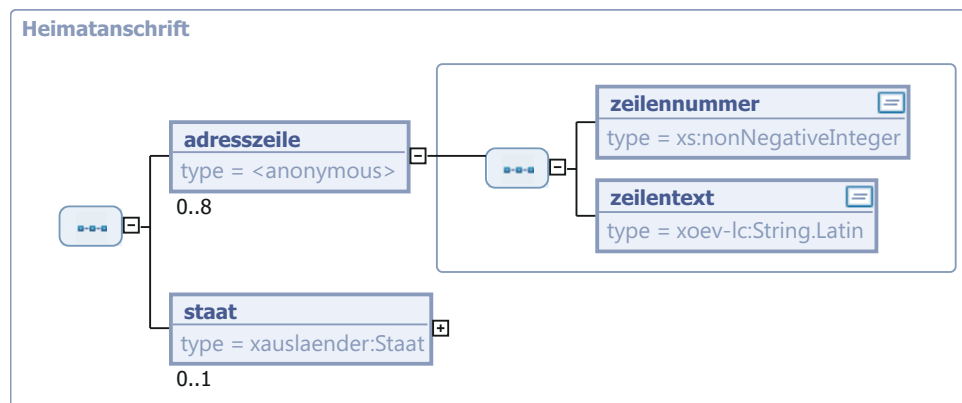 Heimatanschrift
adresszeile
type = <anonymous>
0..8
zeilennummer
type = xs:nonNegativeInteger
zeilentext
type = xoev-lc:String.Latin
staat
type = xauslaender:Staat
0..1